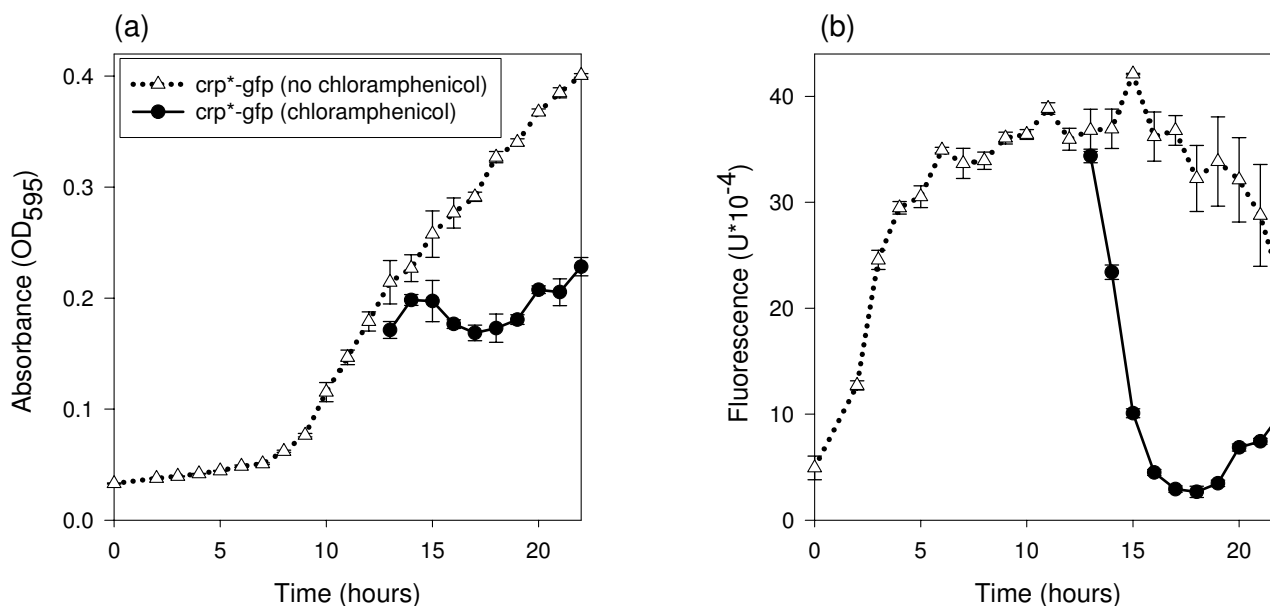 (a)
crp*-gfp (no chloramphenicol)
crp*-gfp (chloramphenicol)
Absorbance (OD595)
0.4
0.3
0.2
0.1
0.0
0 5 10 15 20
Time (hours)
(b)
Fluorescence (U*10^-4)
40
30
20
10
0
0 5 10 15 20
Time (hours)